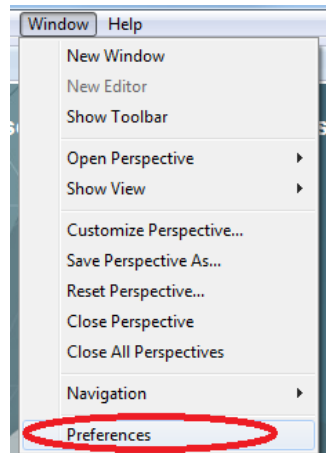 Window Help
New Window
New Editor
Show Toolbar
Open Perspective
Show View
Customize Perspective...
Save Perspective As...
Reset Perspective...
Close Perspective
Close All Perspectives
Navigation
Preferences